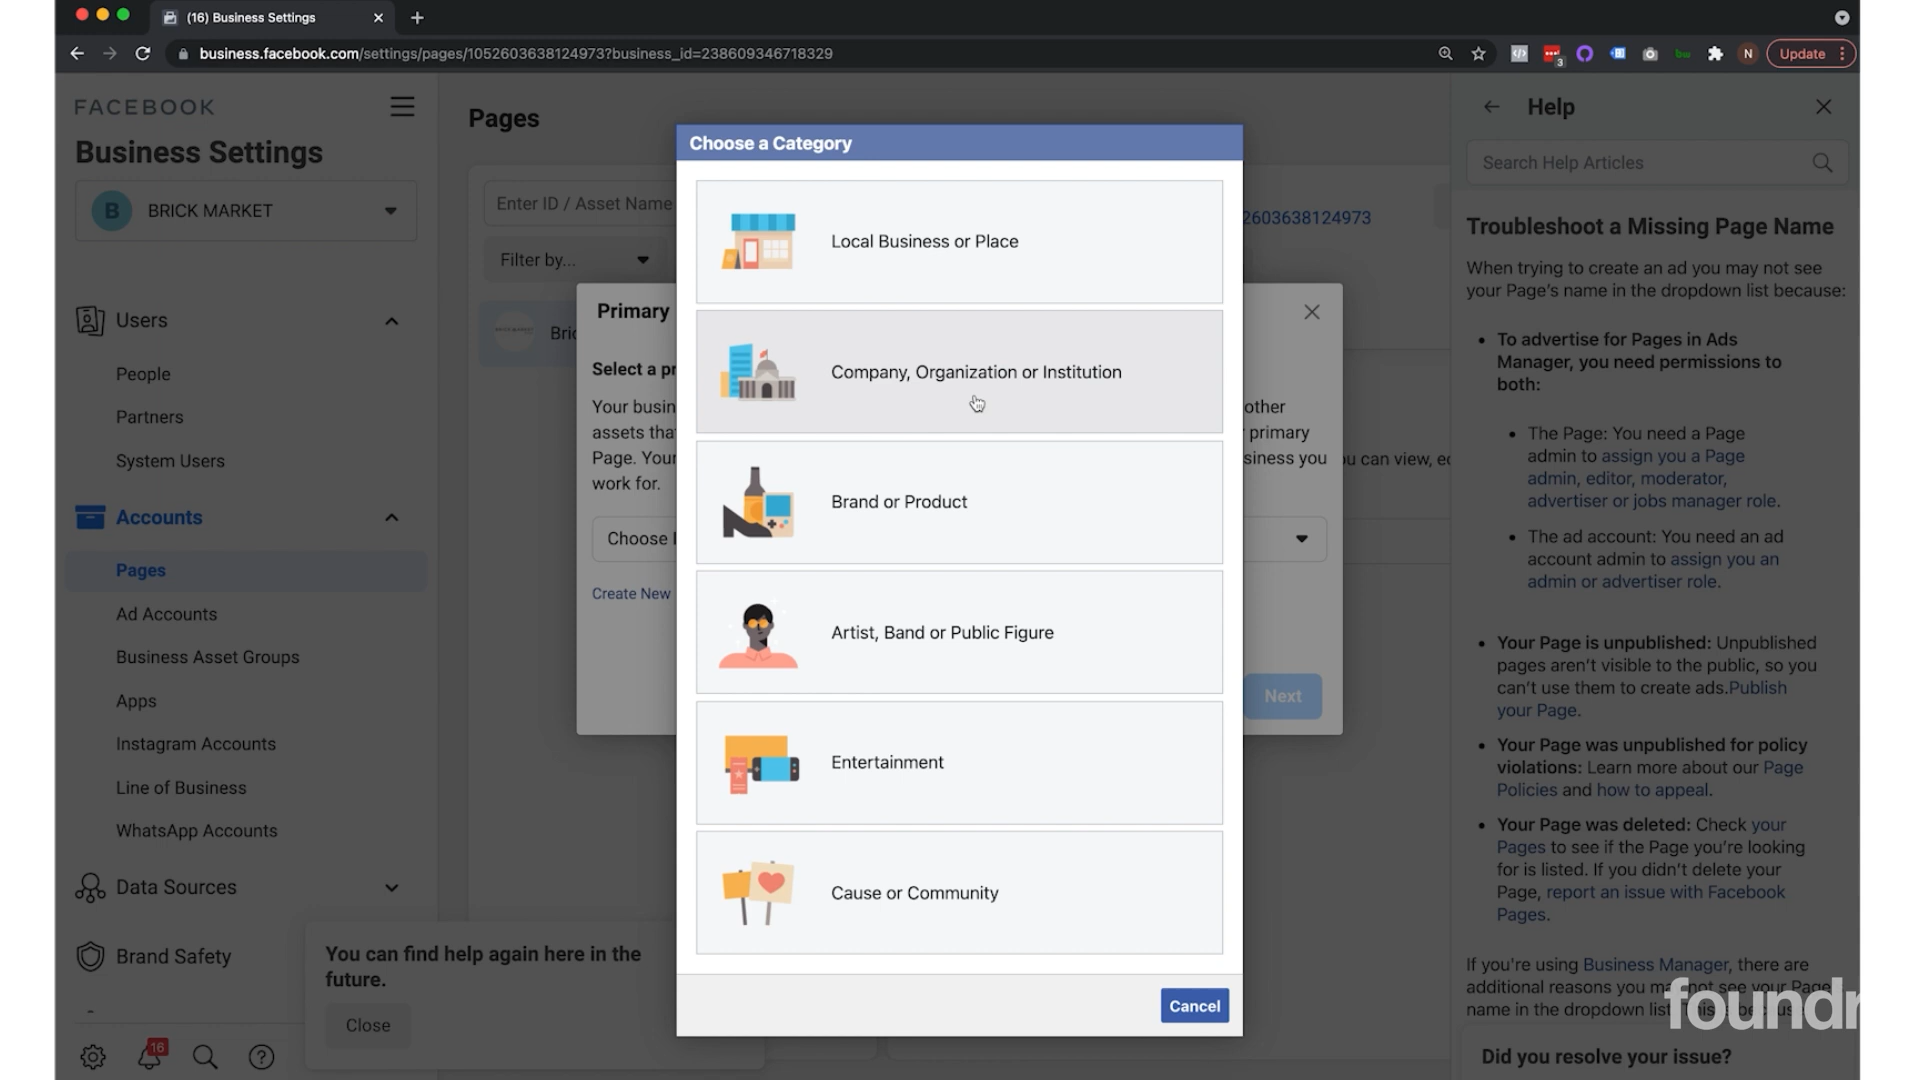 (16) Business Settings
business.facebook.com/settings/pages/1052603638124973?business_id=238609346718329
3
N
Update
FACEBOOK
Business Settings
B
BRICK MARKET
Users
People
Partners
System Users
Accounts
Pages
Ad Accounts
Business Asset Groups
Apps
Instagram Accounts
Line of Business
WhatsApp Accounts
Data Sources
Brand Safety
16
You can find help again here in the
future.
Close
Pages
Enter ID / Asset Name
Filter by...
2603638124973
Primary
Select a pr
Your busin
other
assets tha
primary
Page. Your
siness you
work for.
Choose
Create New
Next
ou can view, ec
Choose a Category
Local Business or Place
Company, Organization or Institution
Brand or Product
Artist, Band or Public Figure
Entertainment
Cause or Community
Cancel
Help
Search Help Articles
Troubleshoot a Missing Page Name
When trying to create an ad you may not see
your Page's name in the dropdown list because:
• To advertise for Pages in Ads
Manager, you need permissions to
both:
• The Page: You need a Page
admin to assign you a Page
admin, editor, moderator,
advertiser or jobs manager role.
• The ad account: You need an ad
account admin to assign you an
admin or advertiser role.
• Your Page is unpublished: Unpublished
pages aren't visible to the public, so you
can't use them to create ads.Publish
your Page.
• Your Page was unpublished for policy
violations: Learn more about our Page
Policies and how to appeal.
• Your Page was deleted: Check your
Pages to see if the Page you're looking
for is listed. If you didn't delete your
Page, report an issue with Facebook
Pages.
If you're using Business Manager, there are
additional reasons you may not see your Page
name in the dropdown list.
foundr
Did you resolve your issue?